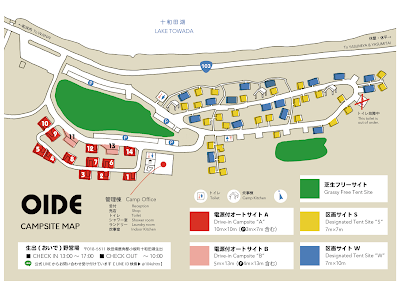 十和田湖
LAKE TOWADA
103
トイレ故障中
This toilet is
out of order.
10
9
11
8
7
6
5
4
3
2
1
12
13
14
管理棟 Camp Office
受付 Reception
売店 Shop
トイレ Toilet
シャワー室 Shower room
ランドリー Laundry room
炊事室 Indoor Kitchen
トイレ
Toilet
炊事棟
Camp Kitchen
OIDE
CAMPSITE MAP
芝生フリーサイト
Grassy Free Tent Site
電源付オートサイト A
Drive-in Campsite "A"
10m×10m
区画サイト S
Designated Tent Site "S"
7m×7m
電源付オートサイト B
Drive-in Campsite "B"
5m×13m
区画サイト W
Designated Tent Site "W"
7m×10m
生出 (おいで) 野営場
CHECK IN 13:00 〜 17:00 CHECK OUT 〜 10:00